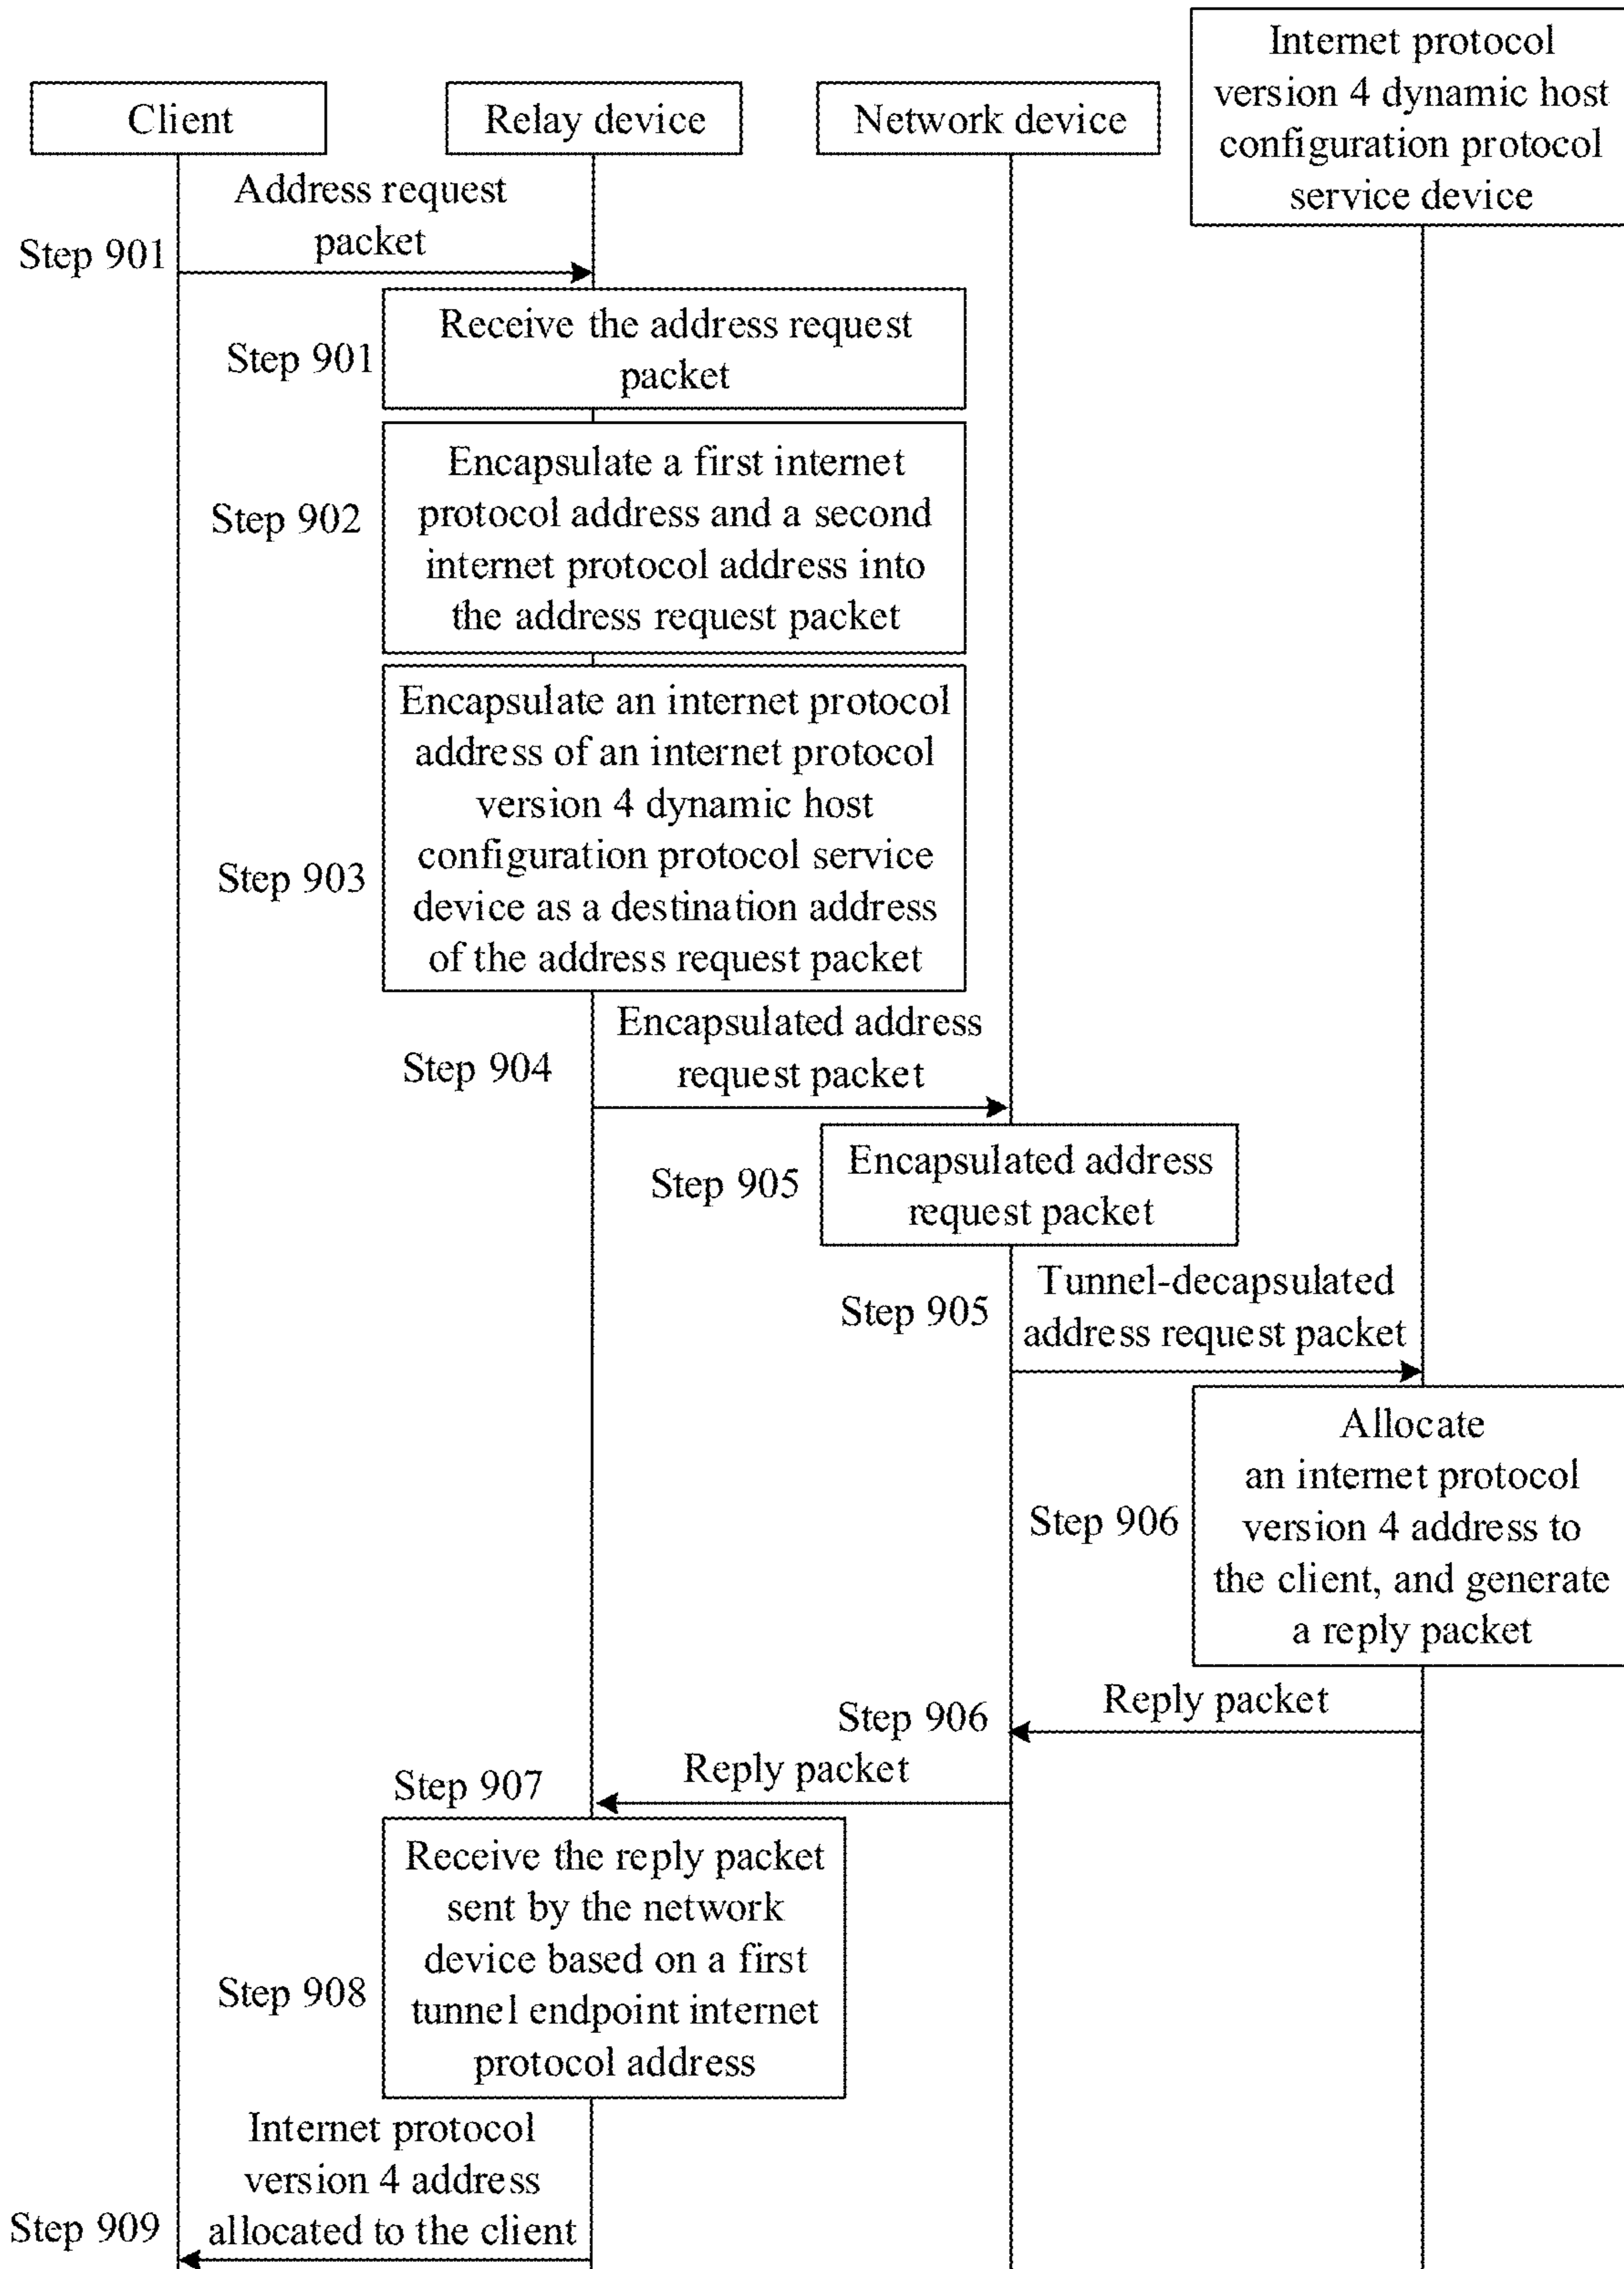 Client
Relay device
Network device
Internet protocol
version 4 dynamic host
configuration protocol
service device
Address request
packet
Step 901
Step 901
Receive the address request
packet
Step 902
Encapsulate a first internet
protocol address and a second
internet protocol address into
the address request packet
Step 903
Encapsulate an internet protocol
address of an internet protocol
version 4 dynamic host
configuration protocol service
device as a destination address
of the address request packet
Step 904
Encapsulated address
request packet
Step 905
Encapsulated address
request packet
Step 905
Tunnel-decapsulated
address request packet
Step 906
Allocate
an internet protocol
version 4 address to
the client, and generate
a reply packet
Step 906
Reply packet
Step 907
Reply packet
Step 908
Receive the reply packet
sent by the network
device based on a first
tunnel endpoint internet
protocol address
Step 909
Internet protocol
version 4 address
allocated to the client